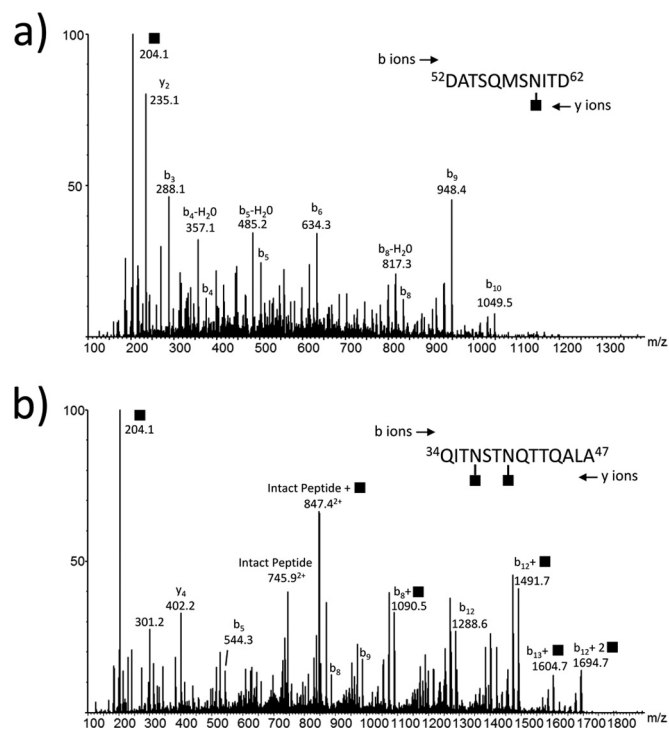 a)
100
50
■
204.1
y2
235.1
b3
288.1
b4-H20
357.1
b4
b5-H20
485.2
b5
b6
634.3
b8-H20
817.3
b8
b9
948.4
b10
1049.5
b ions →
52DATSQMSNITD62
■ ← y ions
100 200 300 400 500 600 700 800 900 1000 1100 1200 1300 m/z
b)
100
50
■
204.1
301.2
y4
402.2
b5
544.3
Intact Peptide
745.92+
Intact Peptide + ■
847.42+
b8
b9
b8+ ■
1090.5
b12
1288.6
b12+ ■
1491.7
b13+ ■
1604.7
b12+ 2 ■
1694.7
b ions →
34QITNSTNQTTQALA47
■ ■ ← y ions
100 200 300 400 500 600 700 800 900 1000 1100 1200 1300 1400 1500 1600 1700 1800 m/z